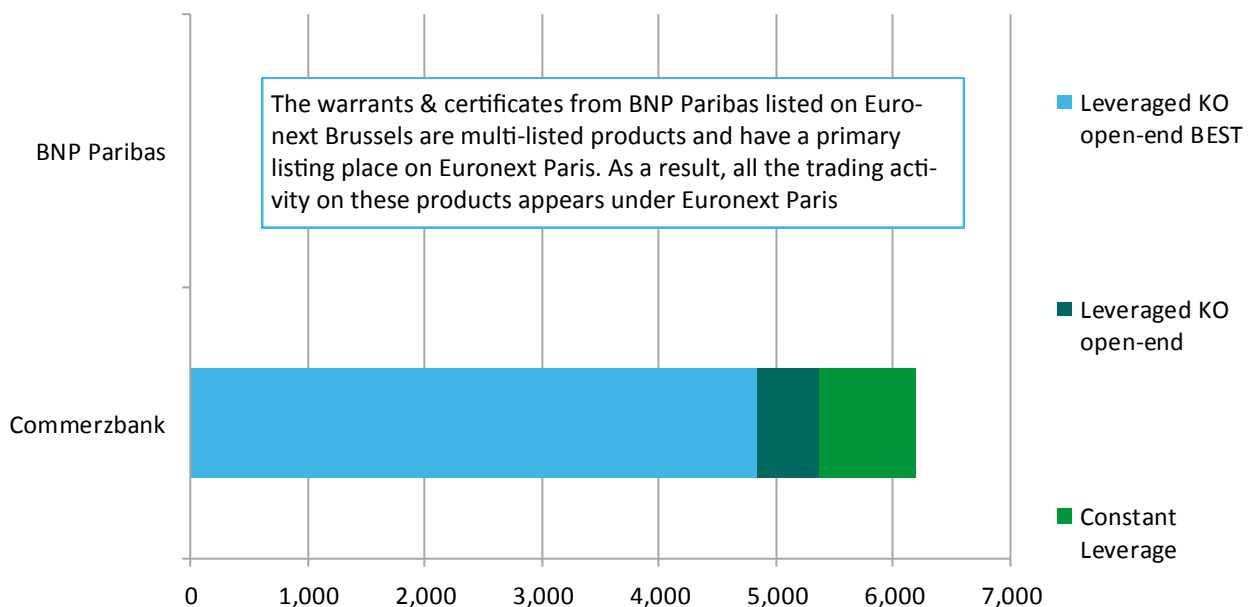 BNP Paribas
The warrants & certificates from BNP Paribas listed on Euro-
next Brussels are multi-listed products and have a primary
listing place on Euronext Paris. As a result, all the trading acti-
vity on these products appears under Euronext Paris
Commerzbank
0 1,000 2,000 3,000 4,000 5,000 6,000 7,000
Leveraged KO
open-end BEST
Leveraged KO
open-end
Constant
Leverage